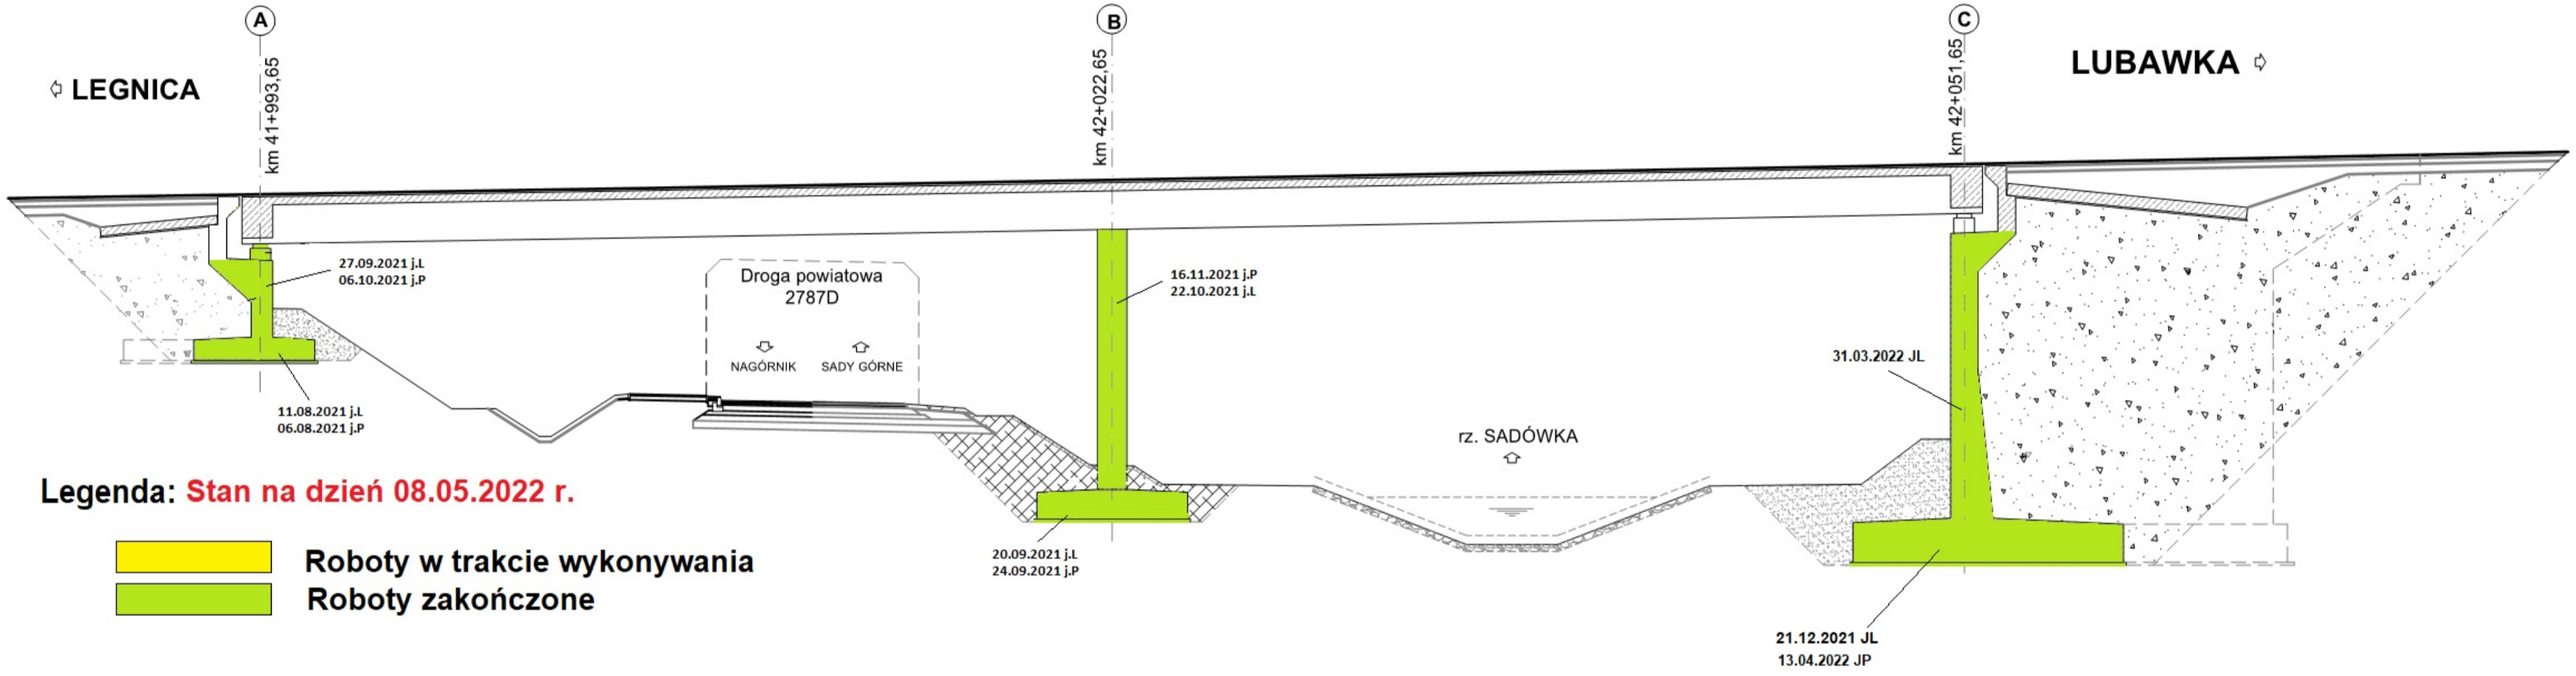 A
B
C
km 41+993,65
km 42+022,65
km 42+051,65
⇦ LEGNICA
LUBAWKA ⇨
27.09.2021 j.L
06.10.2021 j.P
Droga powiatowa
2787D
NAGÓRNIK
SADY GÓRNE
16.11.2021 j.P
22.10.2021 j.L
31.03.2022 JL
11.08.2021 j.L
06.08.2021 j.P
rz. SADÓWKA
20.09.2021 j.L
24.09.2021 j.P
21.12.2021 JL
13.04.2022 JP
Legenda: Stan na dzień 08.05.2022 r.
Roboty w trakcie wykonywania
Roboty zakończone